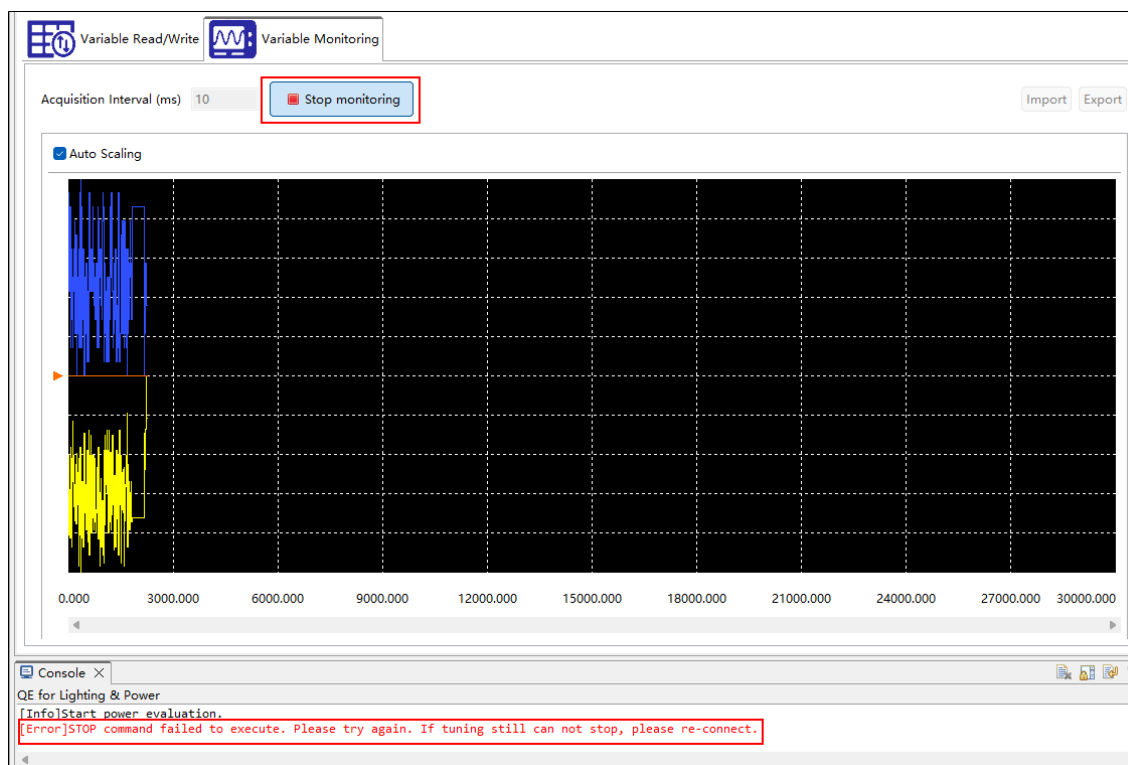 Variable Read/Write Variable Monitoring
Acquisition Interval (ms) 10 Stop monitoring Import Export
Auto Scaling
0.000 3000.000 6000.000 9000.000 12000.000 15000.000 18000.000 21000.000 24000.000 27000.000 30000.000
Console
QE for Lighting & Power
[Info]Start power evaluation.
[Error]STOP command failed to execute. Please try again. If tuning still can not stop, please re-connect.